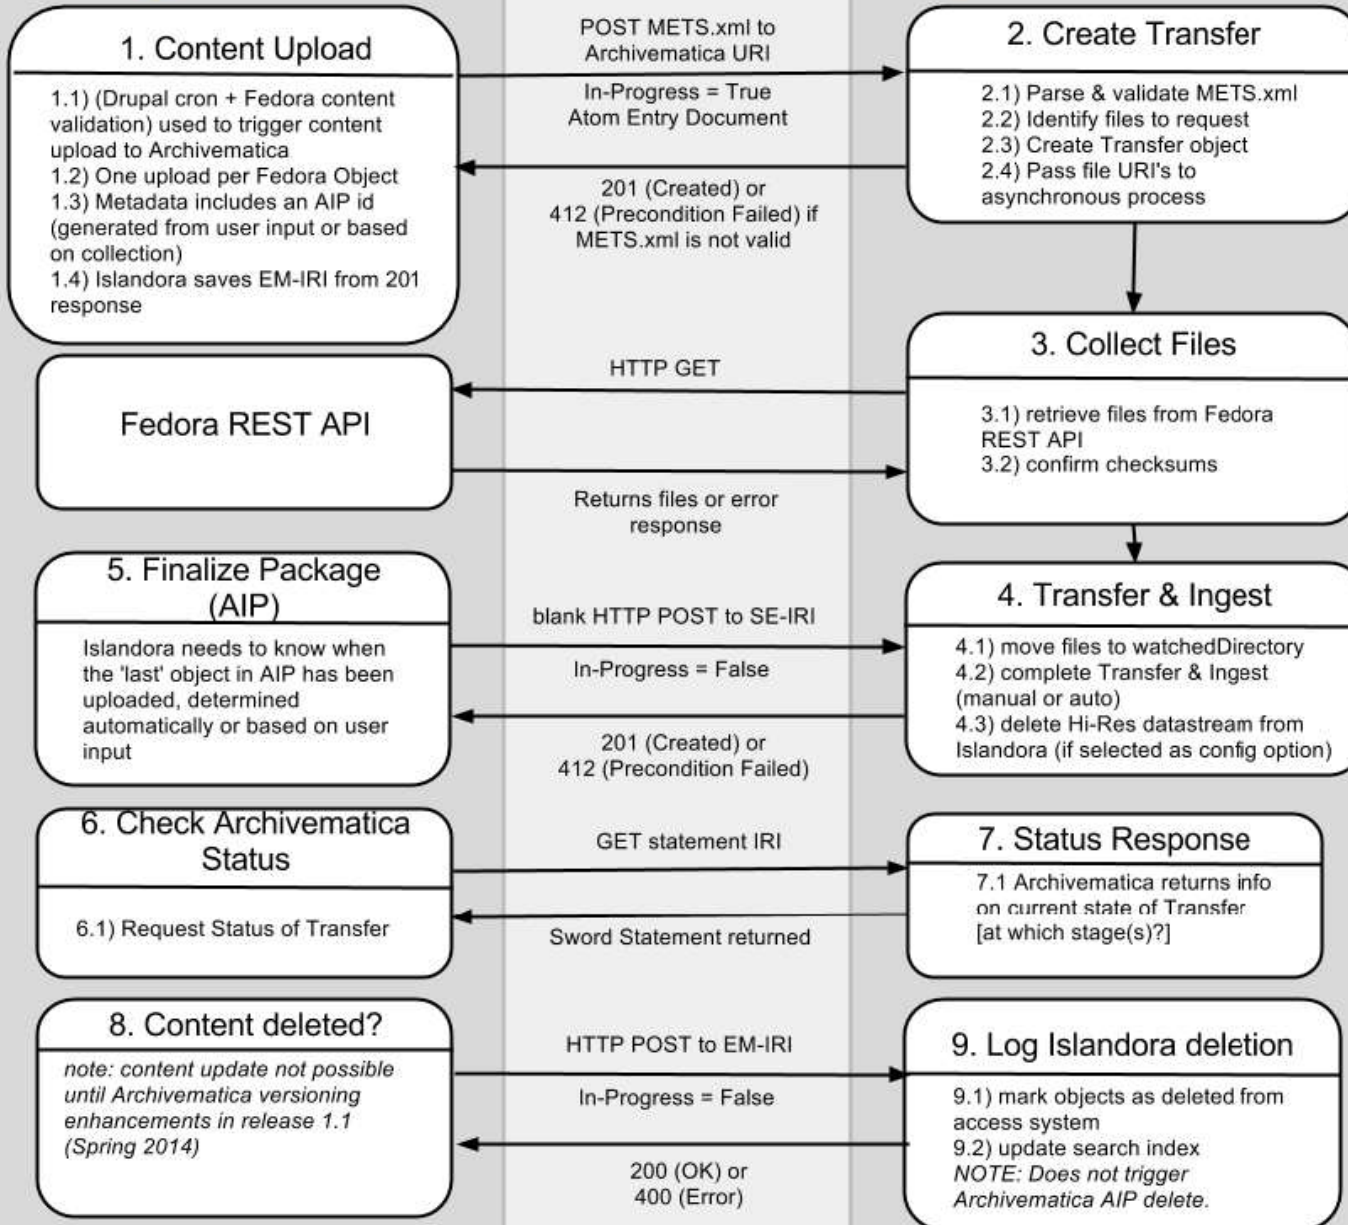 1. Content Upload
1.1) (Drupal cron + Fedora content
validation) used to trigger content
upload to Archivematica
1.2) One upload per Fedora Object
1.3) Metadata includes an AIP id
(generated from user input or based
on collection)
1.4) Islandora saves EM-IRI from 201
response
POST METS.xml to
Archivematica URI
In-Progress = True
Atom Entry Document
201 (Created) or
412 (Precondition Failed) if
METS.xml is not valid
2. Create Transfer
2.1) Parse & validate METS.xml
2.2) Identify files to request
2.3) Create Transfer object
2.4) Pass file URI's to
asynchronous process
Fedora REST API
HTTP GET
Returns files or error
response
3. Collect Files
3.1) retrieve files from Fedora
REST API
3.2) confirm checksums
5. Finalize Package
(AIP)
Islandora needs to know when
the 'last' object in AIP has been
uploaded, determined
automatically or based on user
input
blank HTTP POST to SE-IRI
In-Progress = False
201 (Created) or
412 (Precondition Failed)
4. Transfer & Ingest
4.1) move files to watchedDirectory
4.2) complete Transfer & Ingest
(manual or auto)
4.3) delete Hi-Res datastream from
Islandora (if selected as config option)
6. Check Archivematica
Status
6.1) Request Status of Transfer
GET statement IRI
Sword Statement returned
7. Status Response
7.1 Archivematica returns info
on current state of Transfer
[at which stage(s)?]
8. Content deleted?
note: content update not possible
until Archivematica versioning
enhancements in release 1.1
(Spring 2014)
HTTP POST to EM-IRI
In-Progress = False
200 (OK) or
400 (Error)
9. Log Islandora deletion
9.1) mark objects as deleted from
access system
9.2) update search index
NOTE: Does not trigger
Archivematica AIP delete.